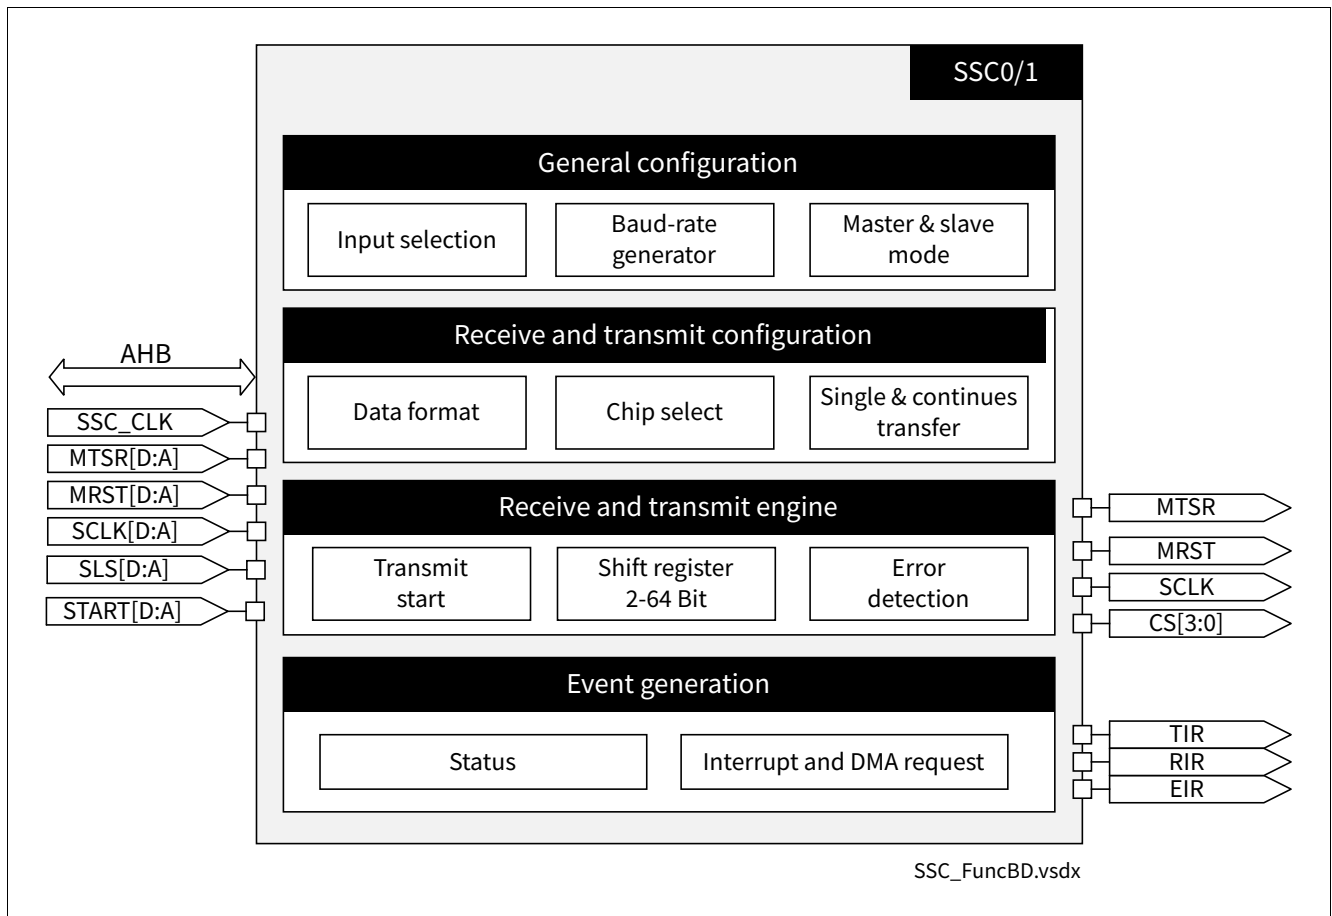 SSC0/1
General configuration
Input selection
Baud-rate
generator
Master & slave
mode
Receive and transmit configuration
Data format
Chip select
Single & continues
transfer
Receive and transmit engine
Transmit
start
Shift register
2-64 Bit
Error
detection
Event generation
Status
Interrupt and DMA request
AHB
SSC_CLK
MTSR[D:A]
MRST[D:A]
SCLK[D:A]
SLS[D:A]
START[D:A]
MTSR
MRST
SCLK
CS[3:0]
TIR
RIR
EIR
SSC_FuncBD.vsdx